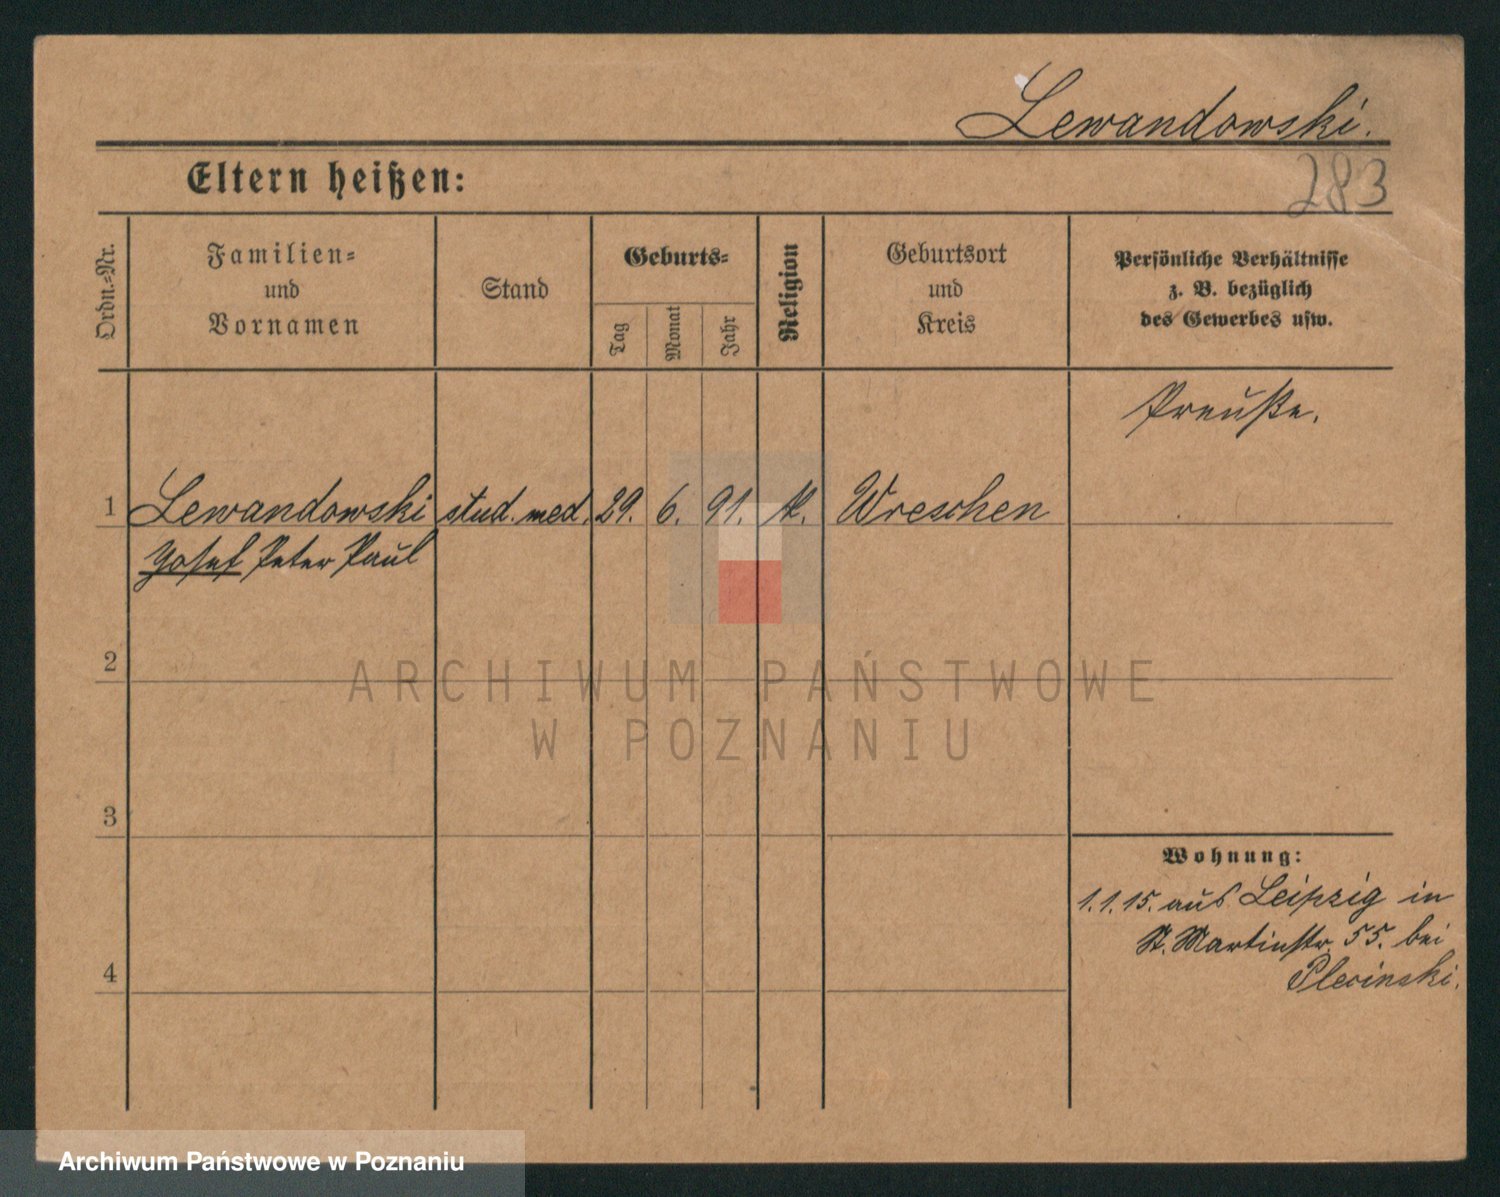 Lewandowski.
283
Eltern heißen:
Ordn.-Nr.
Familien-
und
Vornamen
Stand
Geburts-
Tag
Monat
Jahr
Religion
Geburtsort
und
Kreis
Persönliche Verhältnisse
z. B. bezüglich
des Gewerbes usw.
Preuße.
1 Lewandowski stud. med. 29. 6. 91. k. Wreschen
Josef Peter Paul
2
ARCHIWUM PAŃSTWOWE
W POZNANIU
3
Wohnung:
1.1.15. aus Leipzig in
St. Martinstr. 55. bei
4
Archiwum Państwowe w Poznaniu